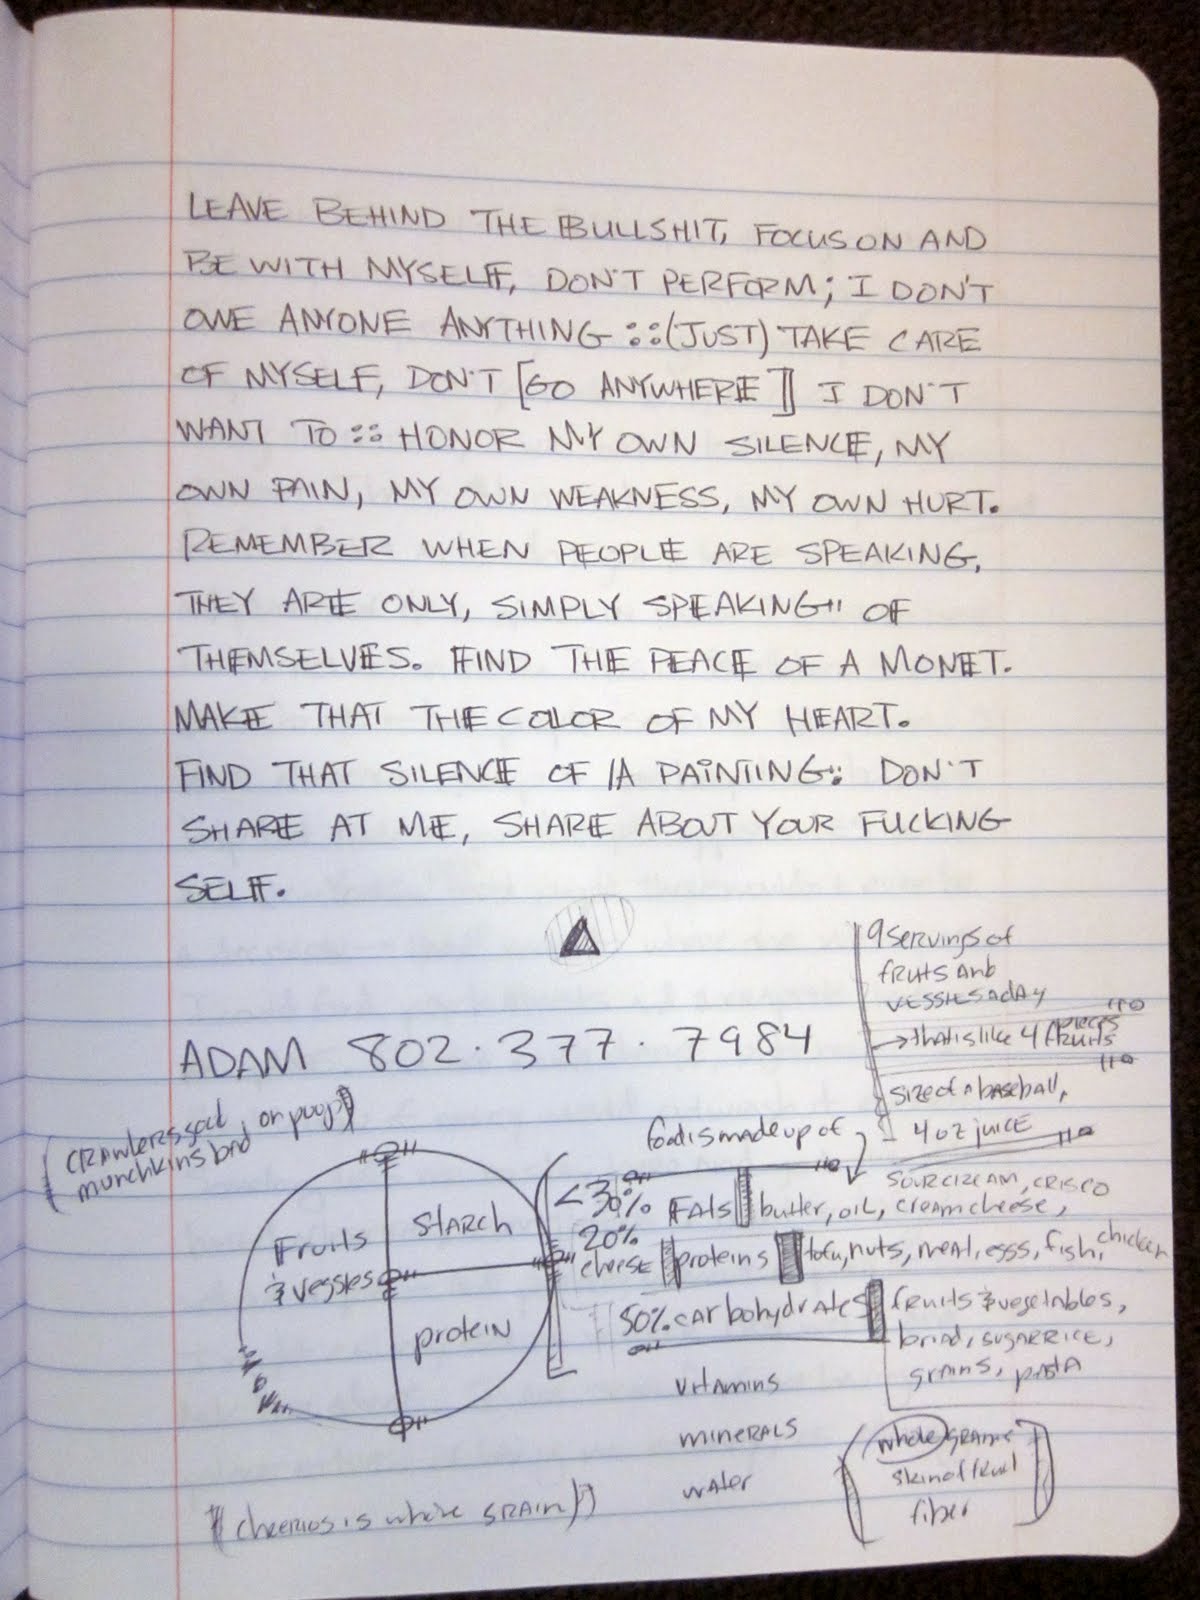 LEAVE BEHIND THE BULLSHIT, FOCUS ON AND
BE WITH MYSELF, DON'T PERFORM; I DON'T
OWE ANYONE ANYTHING :::(JUST) TAKE CARE
OF MYSELF, DON'T [GO ANYWHERE] I DON'T
WANT TO :: HONOR MY OWN SILENCE, MY
OWN PAIN, MY OWN WEAKNESS, MY OWN HURT.
REMEMBER WHEN PEOPLE ARE SPEAKING,
THEY ARE ONLY, SIMPLY SPEAKING OF
THEMSELVES. FIND THE PEACE OF A MONET.
MAKE THAT THE COLOR OF MY HEART.
FIND THAT SILENCE OF A PAINTING: DON'T
SHARE AT ME, SHARE ABOUT YOUR FUCKING
SELF.
9 servings of
fruits and
veggies a day
→ that is like 4 pieces
fruits
size of a baseball,
4 oz juice
ADAM 802·377·7984
(crawlers good, or poop)
munchkins bad
Fruits
& veggies
Starch
protein
food is made up of
<30% Fats butter, oil, creamcheese,
sourcream, crisco
20%
cheese proteins tofu, nuts, meat, eggs, fish, chicken
50% carbohydrates fruits & vegetables,
bread, sugar rice,
grains, pasta
vitamins
minerals
water
(whole grains
skin of fruit
fiber)
(cheerios is whole grain)